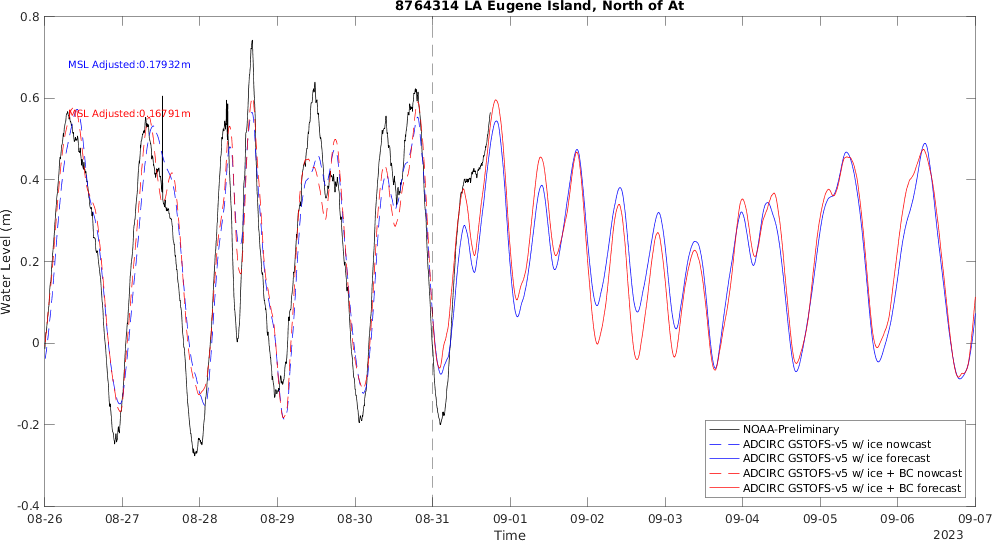 8764314 LA Eugene Island, North of At
0.8
0.6
0.4
0.2
0
-0.2
-0.4
Water Level (m)
MSL Adjusted:0.17932m
MSL Adjusted:0.16791m
NOAA-Preliminary
ADCIRC GSTOFS-v5 w/ ice nowcast
ADCIRC GSTOFS-v5 w/ ice forecast
ADCIRC GSTOFS-v5 w/ ice + BC nowcast
ADCIRC GSTOFS-v5 w/ ice + BC forecast
08-26 08-27 08-28 08-29 08-30 08-31 09-01 09-02 09-03 09-04 09-05 09-06 09-07
Time
2023